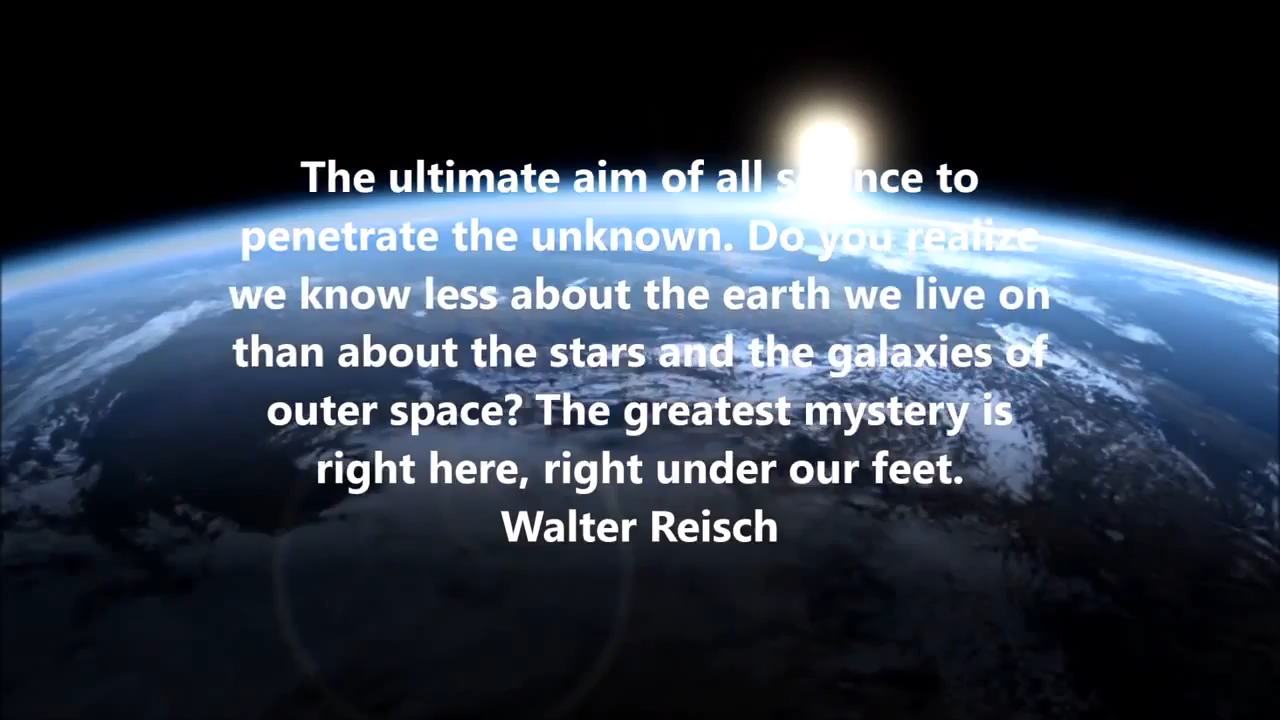 The ultimate aim of all science to
penetrate the unknown. Do you realize
we know less about the earth we live on
than about the stars and the galaxies of
outer space? The greatest mystery is
right here, right under our feet.
Walter Reisch